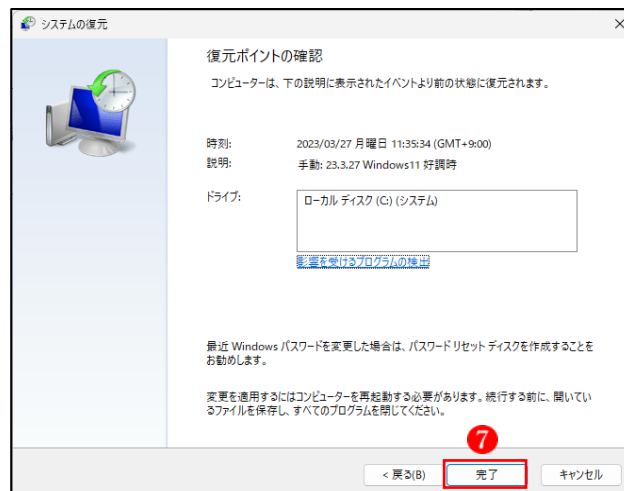 システムの復元
復元ポイントの確認
コンピューターは、下の説明に表示されたイベントより前の状態に復元されます。
時刻: 2023/03/27 月曜日 11:35:34 (GMT+9:00)
説明: 手動: 23.3.27 Windows11 好調時
ドライブ: ローカル ディスク (C:) (システム)
影響を受けるプログラムの検出
最近 Windows パスワードを変更した場合は、パスワード リセット ディスクを作成することを
お勧めします。
変更を適用するにはコンピューターを再起動する必要があります。続行する前に、開いてい
るファイルを保存し、すべてのプログラムを閉じてください。
7
< 戻る(B) 完了 キャンセル